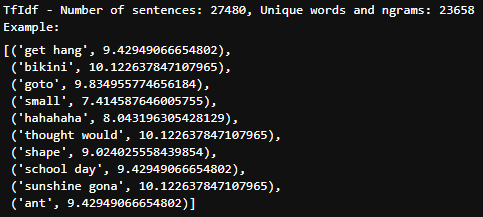 TfIdf - Number of sentences: 27480, Unique words and ngrams: 23658
Example:
[('get hang', 9.42949066654802),
('bikini', 10.122637847107965),
('goto', 9.834955774656184),
('small', 7.414587646005755),
('hahahaha', 8.043196305428129),
('thought would', 10.122637847107965),
('shape', 9.024025558439854),
('school day', 9.42949066654802),
('sunshine gona', 10.122637847107965),
('ant', 9.42949066654802)]